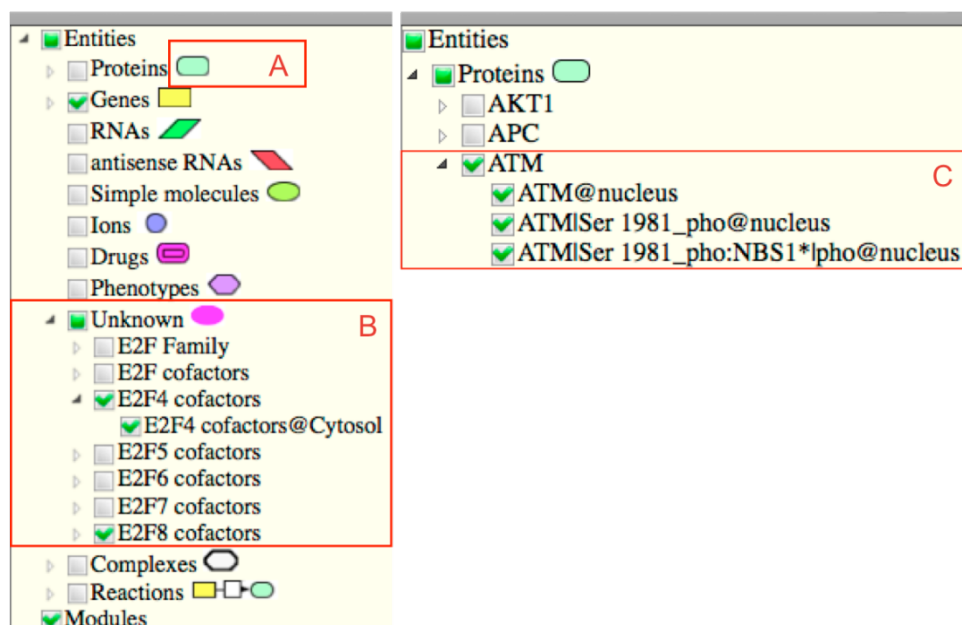 Entities
Proteins A
Genes
RNAs
antisense RNAs
Simple molecules
Ions
Drugs
Phenotypes
Unknown B
E2F Family
E2F cofactors
E2F4 cofactors
E2F4 cofactors@Cytosol
E2F5 cofactors
E2F6 cofactors
E2F7 cofactors
E2F8 cofactors
Complexes
Reactions
Modules
Entities
Proteins
AKT1
APC
ATM C
ATM@nucleus
ATM|Ser 1981_pho@nucleus
ATM|Ser 1981_pho:NBS1*|pho@nucleus